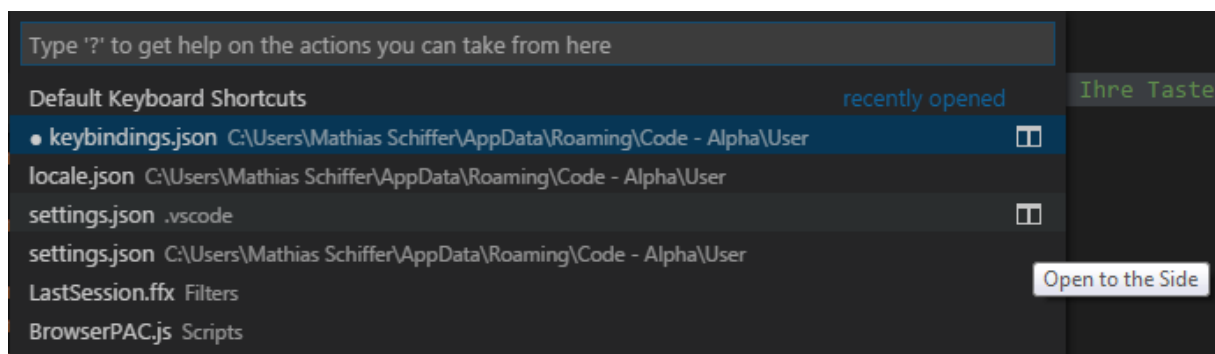 Type '?' to get help on the actions you can take from here
Default Keyboard Shortcuts recently opened
● keybindings.json C:\Users\Mathias Schiffer\AppData\Roaming\Code - Alpha\User
locale.json C:\Users\Mathias Schiffer\AppData\Roaming\Code - Alpha\User
settings.json .vscode
settings.json C:\Users\Mathias Schiffer\AppData\Roaming\Code - Alpha\User
LastSession.ffx Filters
BrowserPAC.js Scripts
Ihre Taste
Open to the Side